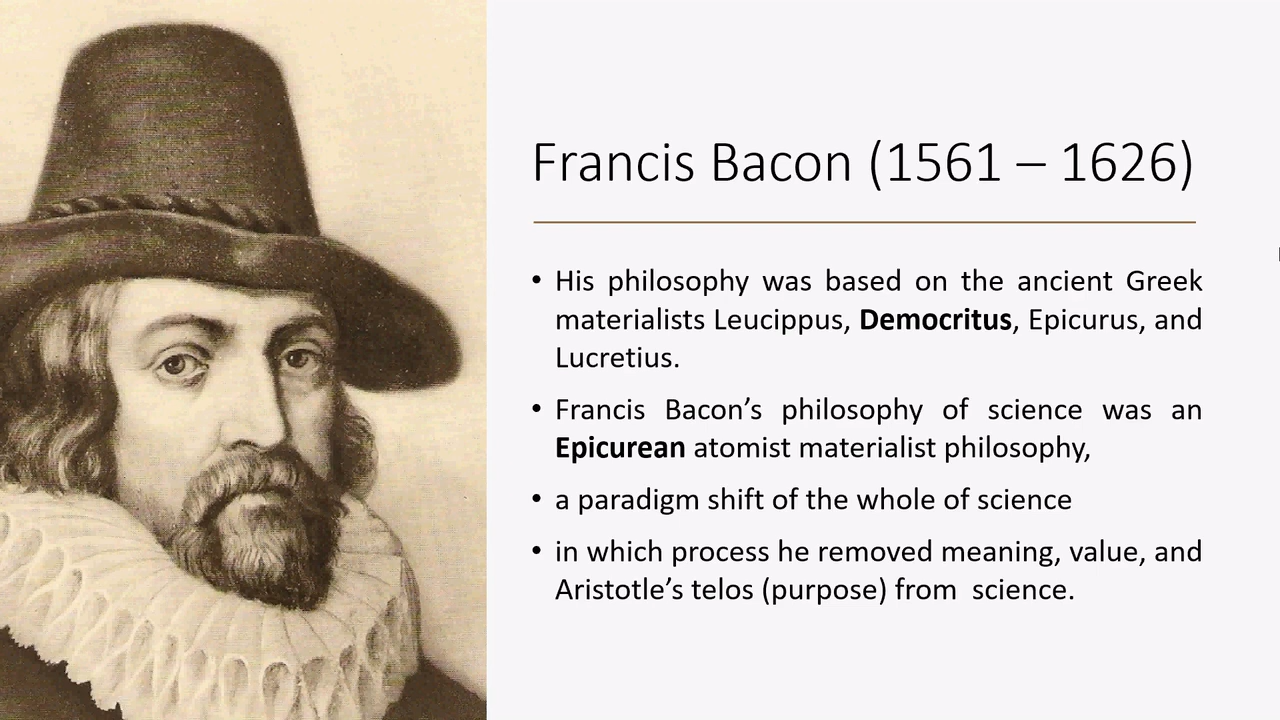 Francis Bacon (1561 – 1626)
• His philosophy was based on the ancient Greek
materialists Leucippus, Democritus, Epicurus, and
Lucretius.
• Francis Bacon’s philosophy of science was an
Epicurean atomist materialist philosophy,
• a paradigm shift of the whole of science
• in which process he removed meaning, value, and
Aristotle’s telos (purpose) from  science.